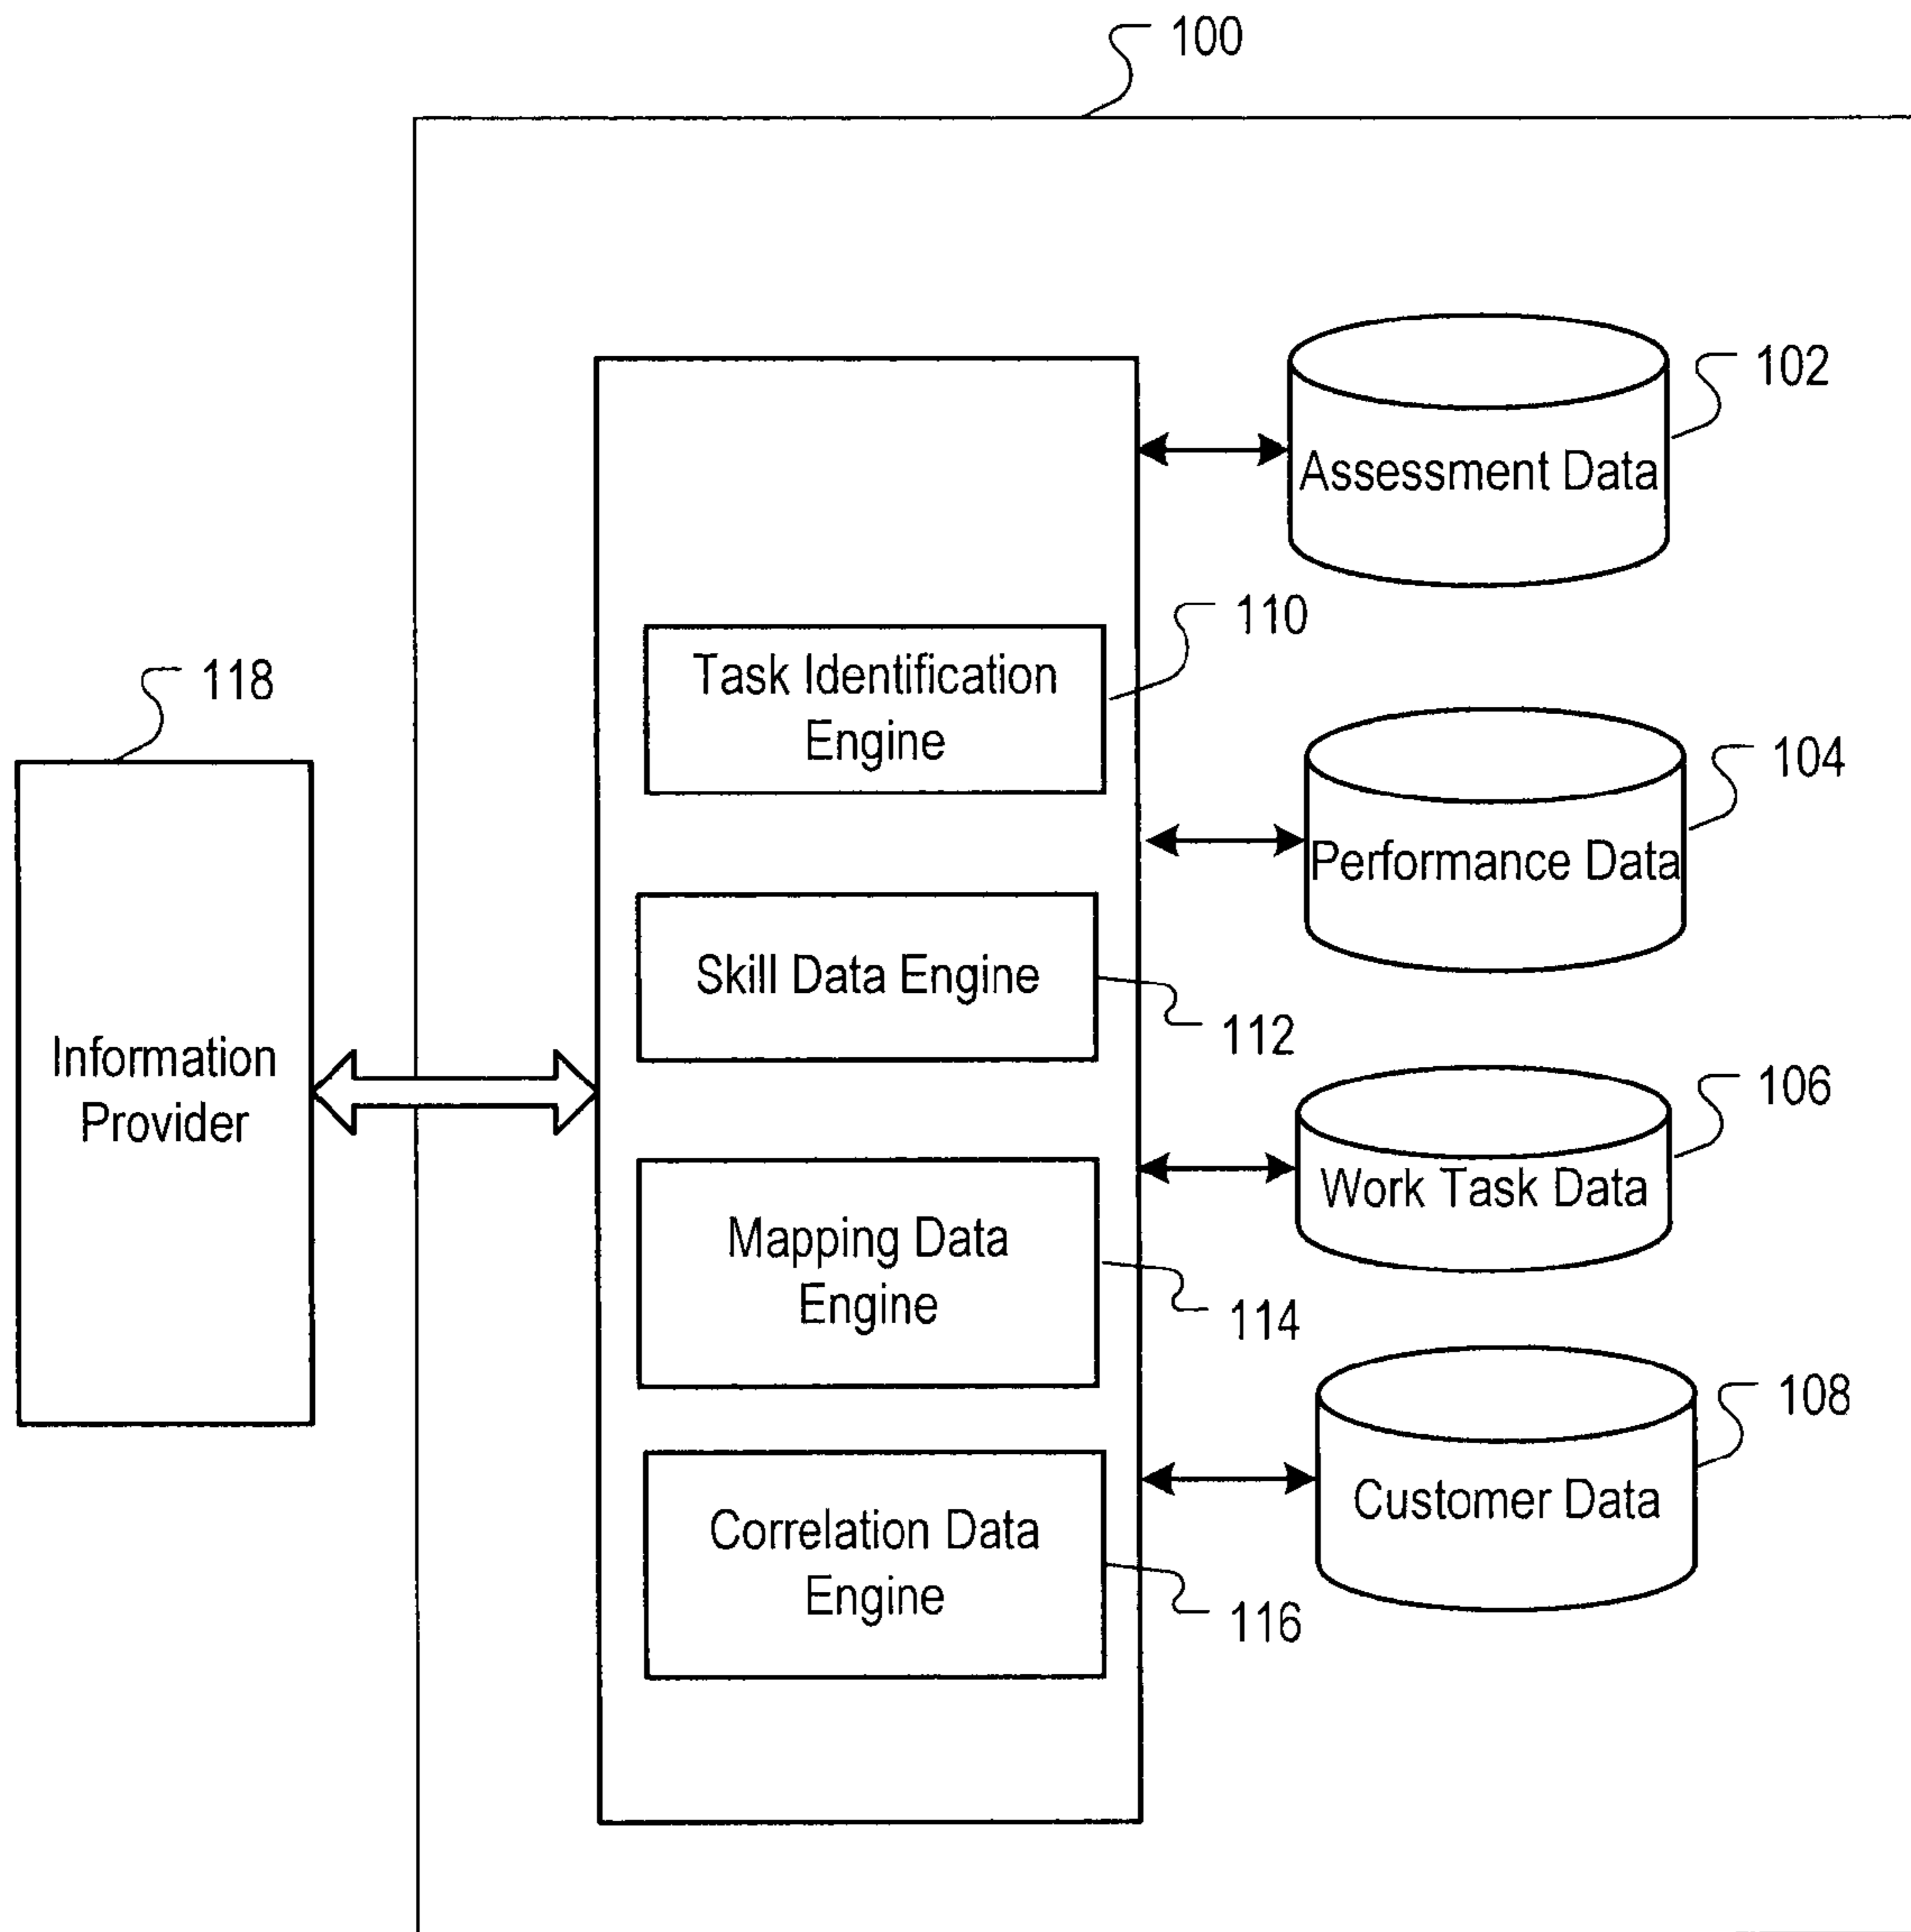 100
102
Assessment Data
110
Task Identification
Engine
118
104
Performance Data
Skill Data Engine
112
Information
Provider
106
Work Task Data
Mapping Data
Engine
114
108
Customer Data
Correlation Data
Engine
116